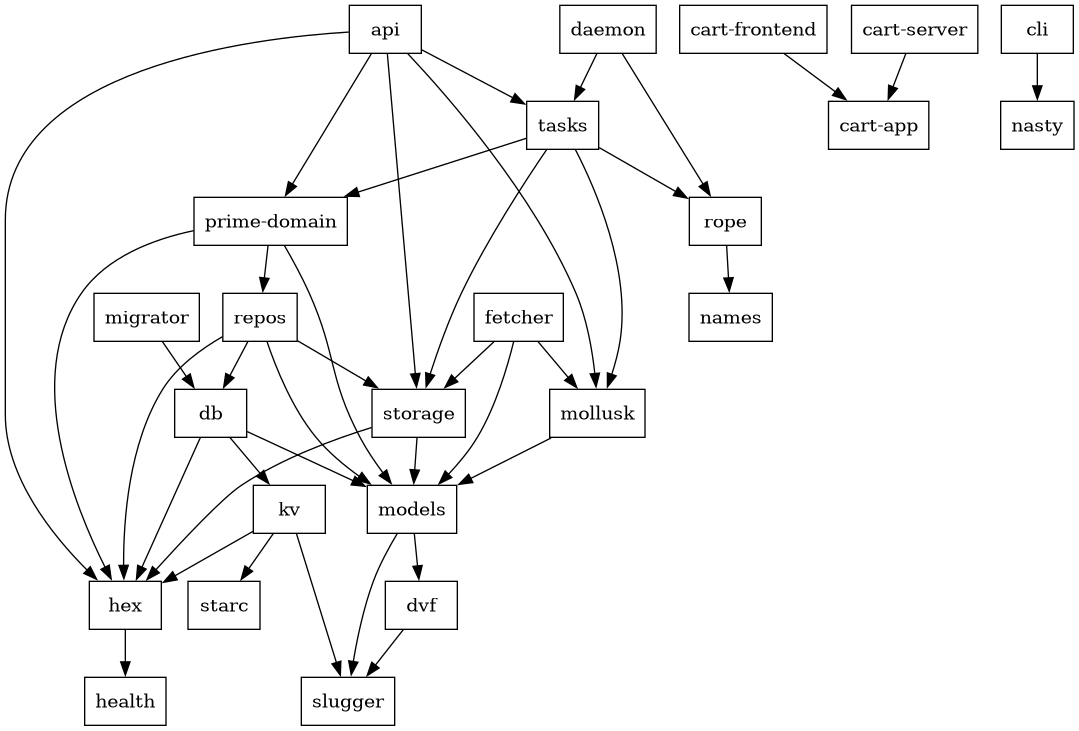 api
daemon
cart-frontend
cart-server
cli
tasks
cart-app
nasty
prime-domain
rope
migrator
repos
fetcher
names
db
storage
mollusk
kv
models
hex
starc
dvf
health
slugger